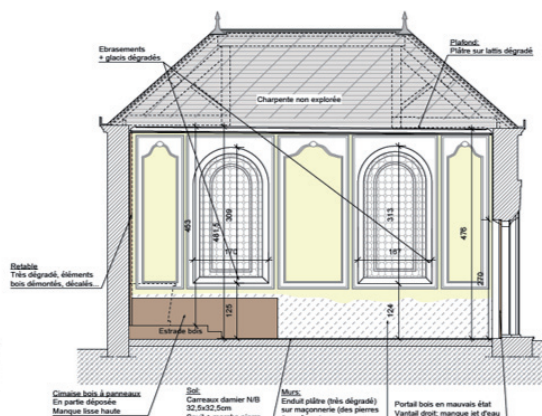 Ebrasements
+ glacis dégradés
Plafond:
Plâtre sur lattis dégradé
Charpente non explorée
453
481,5
309
170
125
313
167
124
476
270
Retable
Très dégradé, éléments
bois démontés, décalés...
Estrade bois
Cimaise bois à panneaux
En partie déposée
Manque lisse haute
Sol:
Carreaux damier N/B
32,5x32,5cm
Murs:
Enduit plâtre (très dégradé)
sur maçonnerie (des pierres
Portail bois en mauvais état
Vantail droit: manque jet d'eau